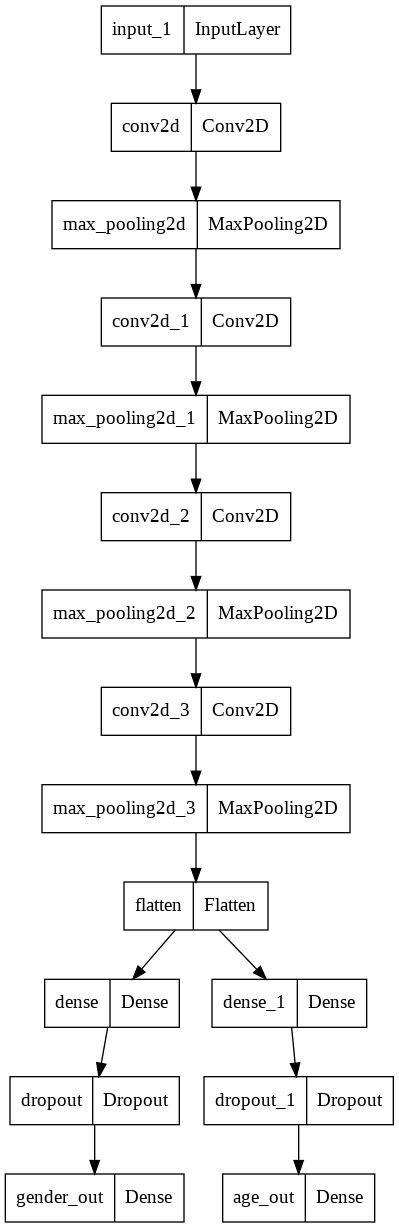 input_1 InputLayer
conv2d Conv2D
max_pooling2d MaxPooling2D
conv2d_1 Conv2D
max_pooling2d_1 MaxPooling2D
conv2d_2 Conv2D
max_pooling2d_2 MaxPooling2D
conv2d_3 Conv2D
max_pooling2d_3 MaxPooling2D
flatten Flatten
dense Dense dense_1 Dense
dropout Dropout dropout_1 Dropout
gender_out Dense age_out Dense